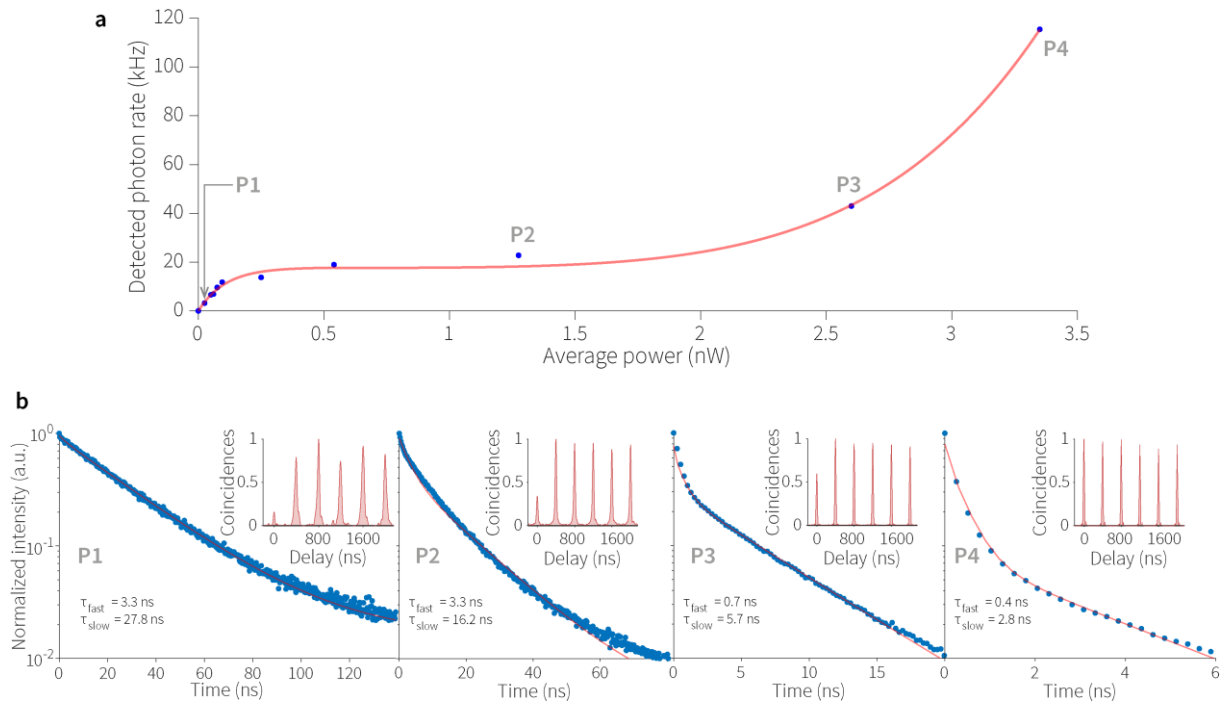 a
Detected photon rate (kHz)
120
100
80
60
40
20
0
P1
P2
P3
P4
0 0.5 1 1.5 2 2.5 3 3.5
Average power (nW)
b
Normalized intensity (a.u.)
10⁰
10⁻¹
10⁻²
P1
τfast = 3.3 ns
τslow = 27.8 ns
Coincidences
1
0.5
0
0 800 1600
Delay (ns)
0 20 40 60 80 100 120
Time (ns)
P2
τfast = 3.3 ns
τslow = 16.2 ns
Coincidences
1
0.5
0
0 800 1600
Delay (ns)
0 20 40 60
Time (ns)
P3
τfast = 0.7 ns
τslow = 5.7 ns
Coincidences
1
0.5
0
0 800 1600
Delay (ns)
0 5 10 15
Time (ns)
P4
τfast = 0.4 ns
τslow = 2.8 ns
Coincidences
1
0.5
0
0 800 1600
Delay (ns)
0 2 4 6
Time (ns)